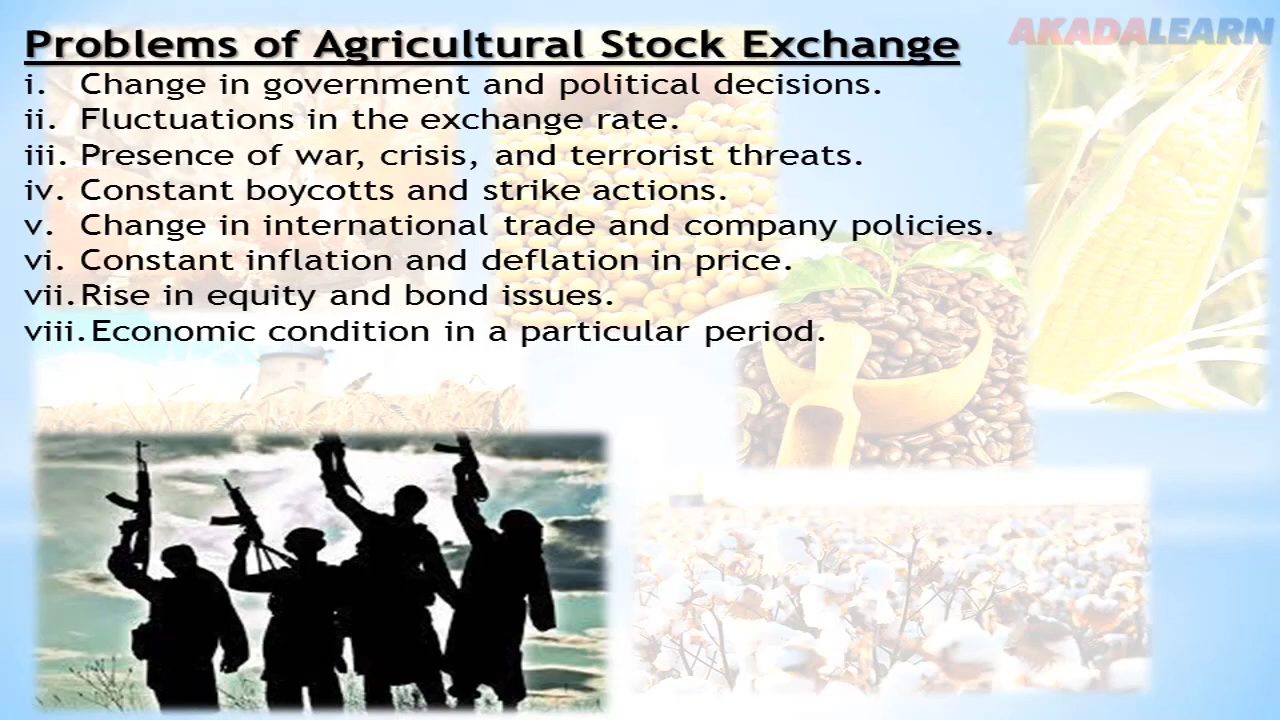 AKADALEARN
Problems of Agricultural Stock Exchange
i. Change in government and political decisions.
ii. Fluctuations in the exchange rate.
iii. Presence of war, crisis, and terrorist threats.
iv. Constant boycotts and strike actions.
v. Change in international trade and company policies.
vi. Constant inflation and deflation in price.
vii. Rise in equity and bond issues.
viii. Economic condition in a particular period.